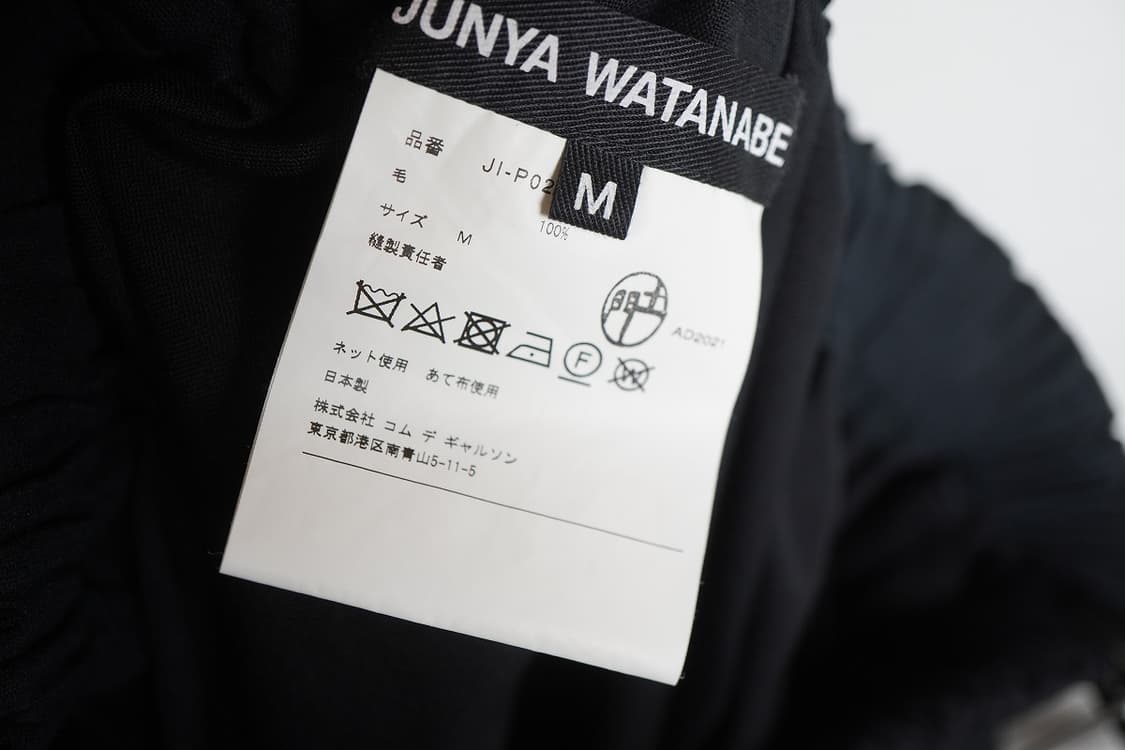 JUNYA WATANABE
M
品番 JI-P02
毛 100%
サイズ M
縫製責任者
AD2021
F
W
ネット使用 あて布使用
日本製
株式会社 コム デ ギャルソン
東京都港区南青山5-11-5